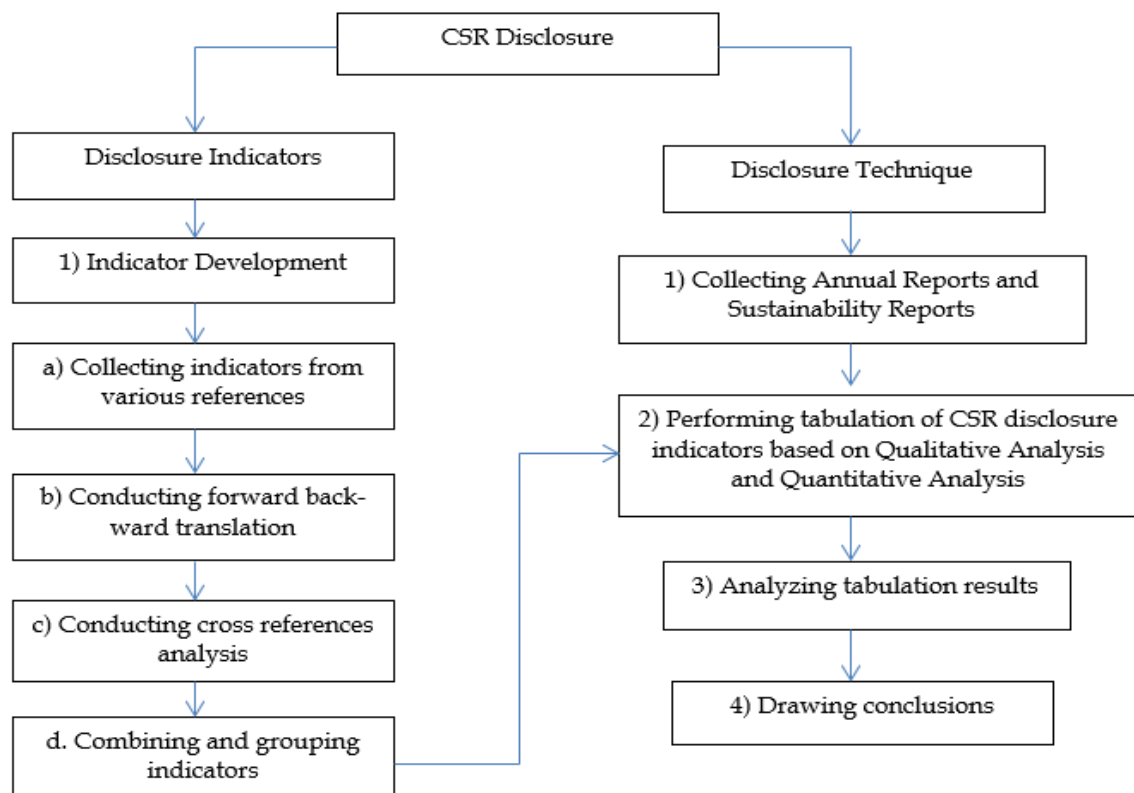 CSR Disclosure
Disclosure Indicators
1) Indicator Development
a) Collecting indicators from
various references
b) Conducting forward back-
ward translation
c) Conducting cross references
analysis
d. Combining and grouping
indicators
Disclosure Technique
1) Collecting Annual Reports and
Sustainability Reports
2) Performing tabulation of CSR disclosure
indicators based on Qualitative Analysis
and Quantitative Analysis
3) Analyzing tabulation results
4) Drawing conclusions